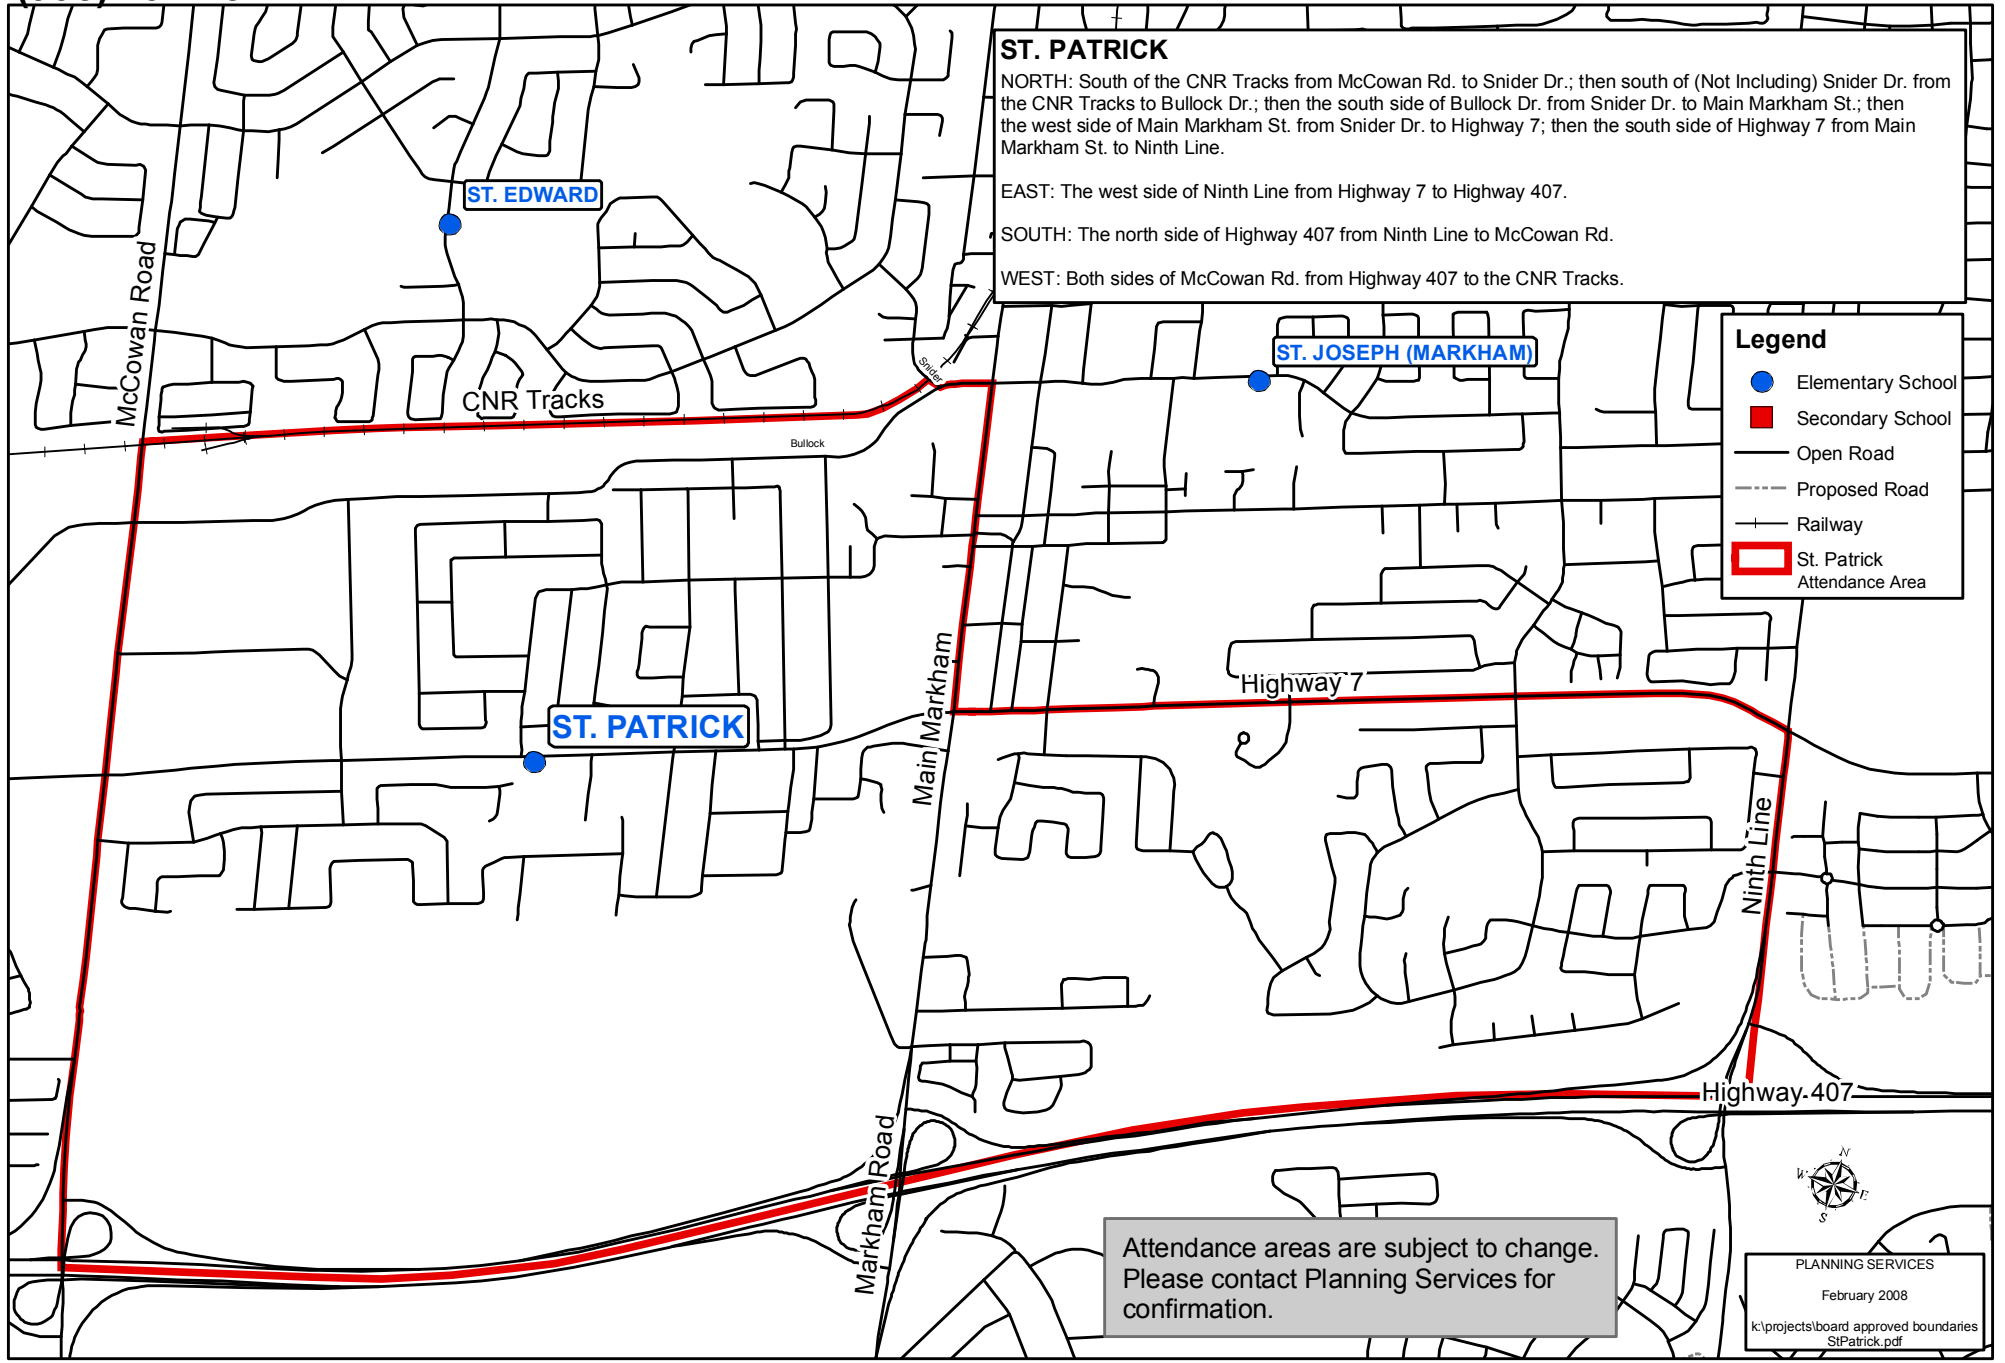 ST. PATRICK
NORTH: South of the CNR Tracks from McCowan Rd. to Snider Dr.; then south of (Not Including) Snider Dr. from
the CNR Tracks to Bullock Dr.; then the south side of Bullock Dr. from Snider Dr. to Main Markham St.; then
the west side of Main Markham St. from Snider Dr. to Highway 7; then the south side of Highway 7 from Main
Markham St. to Ninth Line.
EAST: The west side of Ninth Line from Highway 7 to Highway 407.
SOUTH: The north side of Highway 407 from Ninth Line to McCowan Rd.
WEST: Both sides of McCowan Rd. from Highway 407 to the CNR Tracks.
ST. EDWARD
McCowan Road
ST. JOSEPH (MARKHAM)
Legend
Elementary School
Secondary School
Open Road
Proposed Road
Railway
St. Patrick
Attendance Area
Snider
CNR Tracks
Bullock
Main Markham
Highway 7
ST. PATRICK
Ninth Line
Highway 407
Markham Road
N
W
E
S
Attendance areas are subject to change.
Please contact Planning Services for
confirmation.
PLANNING SERVICES
February 2008
k:\projects\board approved boundaries
StPatrick.pdf